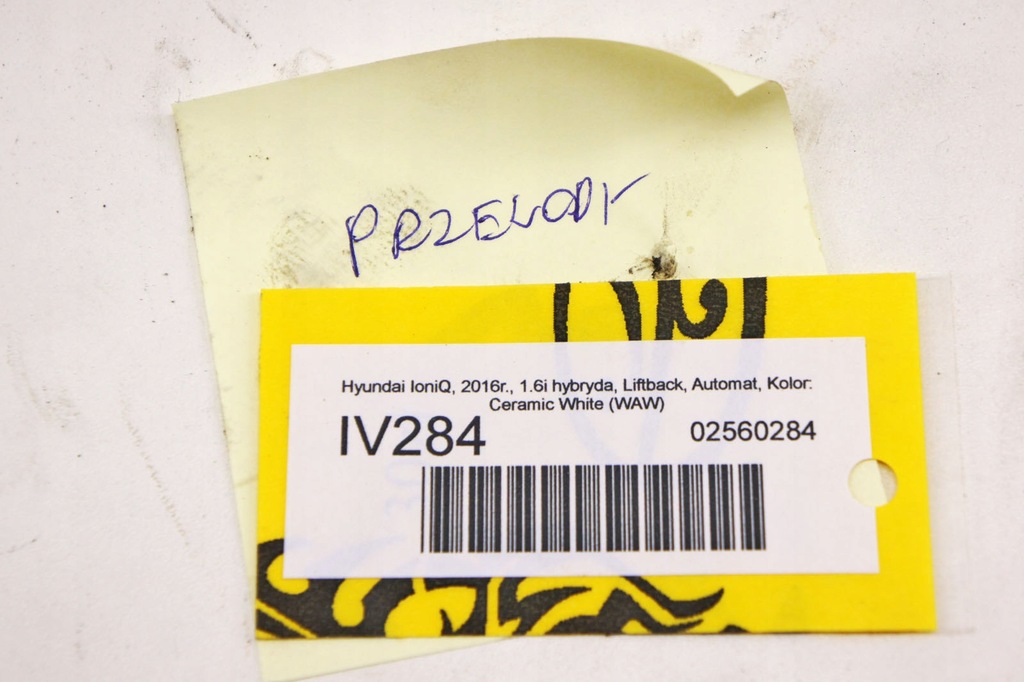 PRZEWODY
Hyundai IoniQ, 2016r., 1.6i hybryda, Liftback, Automat, Kolor:
Ceramic White (WAW)
IV284
02560284